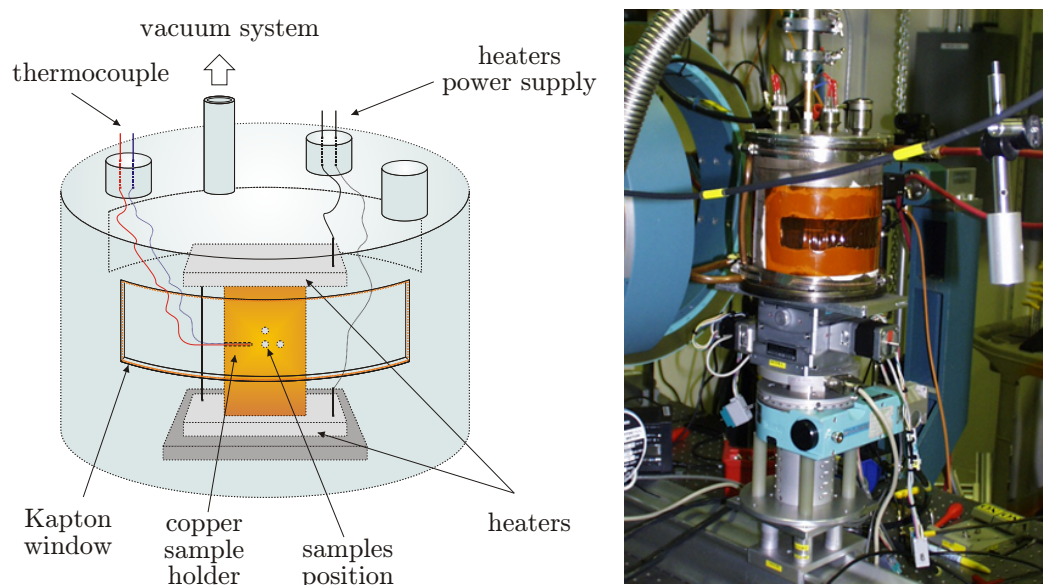 vacuum system
thermocouple
heaters
power supply
Kapton
window
copper
sample
holder
samples
position
heaters